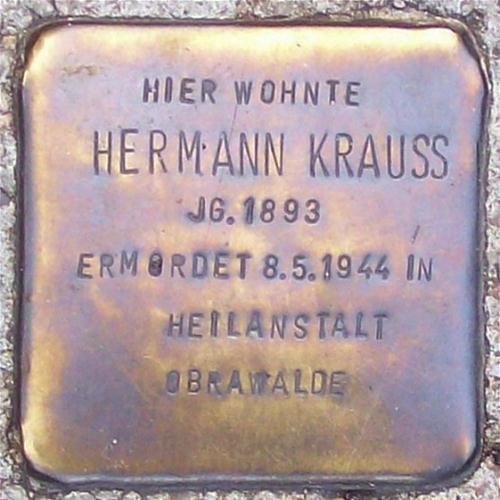 HIER WOHNTE
HERMANN KRAUSS
JG. 1893
ERMORDET 8.5.1944 IN
HEILANSTALT
OBRAWALDE